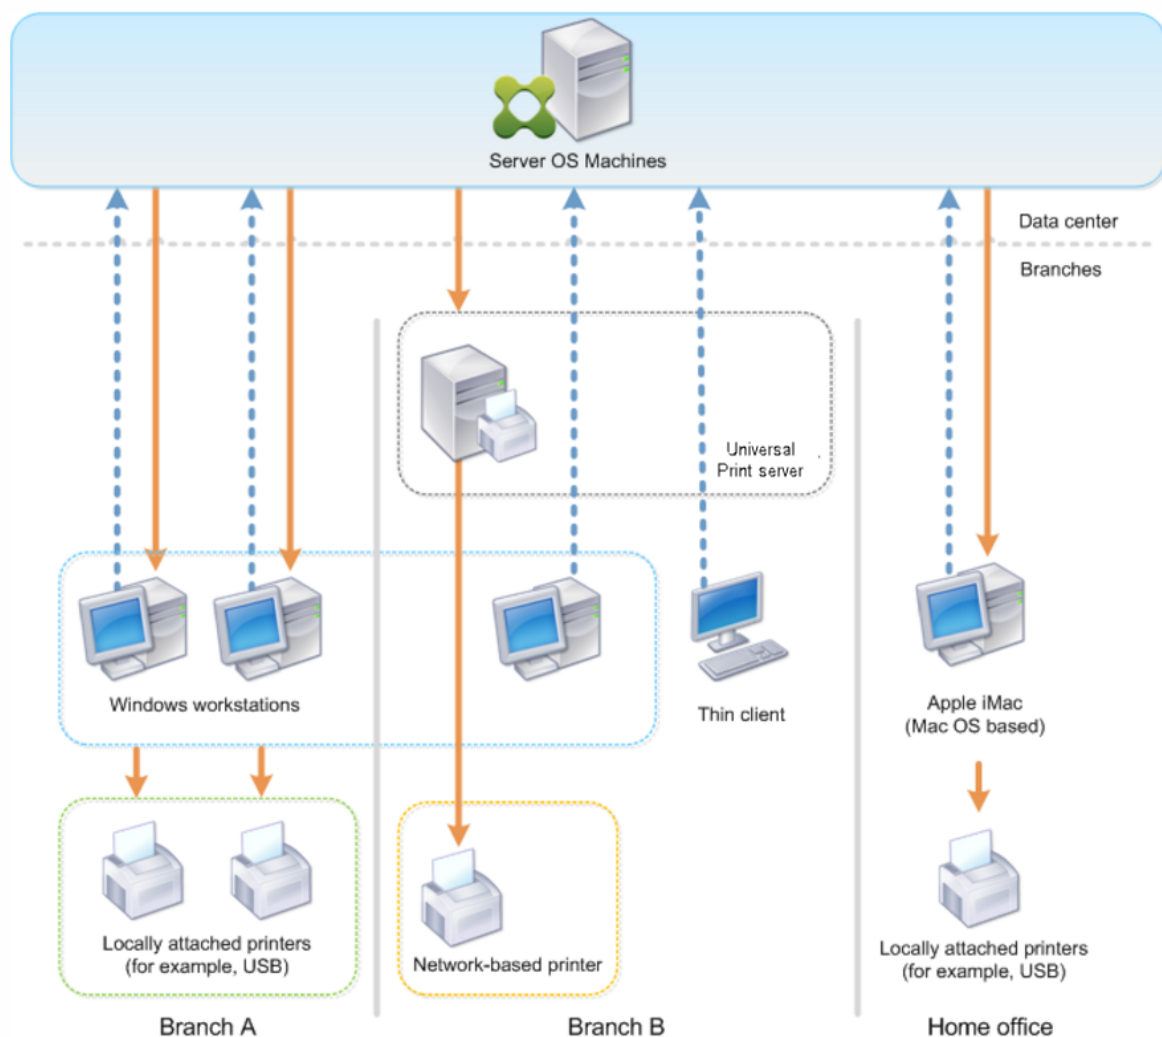 Server OS Machines
Data center
Branches
Universal
Print server
Windows workstations
Thin client
Apple iMac
(Mac OS based)
Locally attached printers
(for example, USB)
Network-based printer
Locally attached printers
(for example, USB)
Branch A
Branch B
Home office